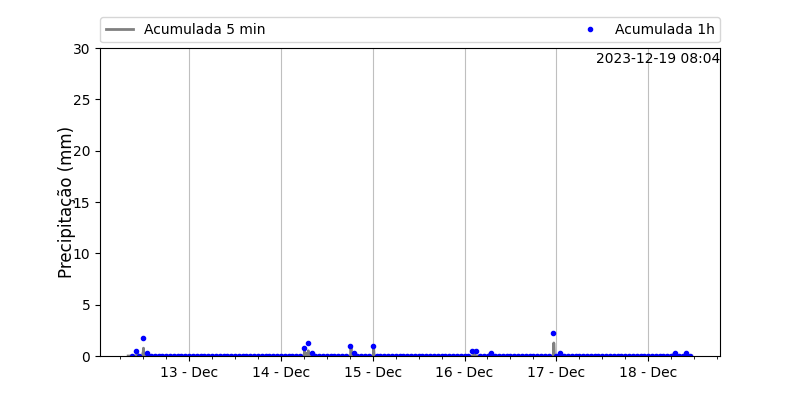 Acumulada 5 min
Acumulada 1h
2023-12-19 08:04
Precipitação (mm)
30
25
20
15
10
5
0
13 - Dec
14 - Dec
15 - Dec
16 - Dec
17 - Dec
18 - Dec